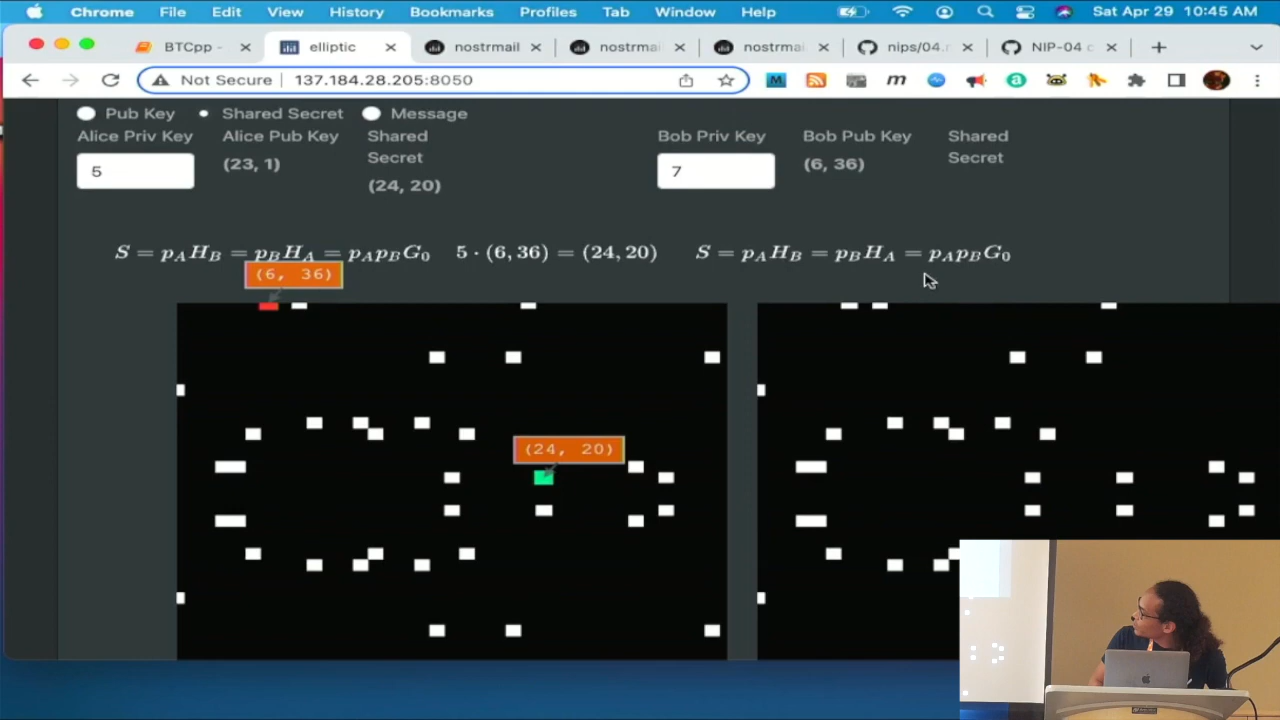 Chrome File Edit View History Bookmarks Profiles Tab Window Help Sat Apr 29 10:45 AM
BTCpp - elliptic nostrmail nostrmai nostrmai nips/04.r NIP-04 c
Not Secure 137.184.28.205:8050
Pub Key Shared Secret Message
Alice Priv Key Alice Pub Key Shared Secret Bob Priv Key Bob Pub Key Shared Secret
5 (23, 1) (24, 20) 7 (6, 36)
S = p_A H_B = p_B H_A = p_A p_B G_0 5 · (6, 36) = (24, 20) S = p_A H_B = p_B H_A = p_A p_B G_0
(6, 36)
(24, 20)